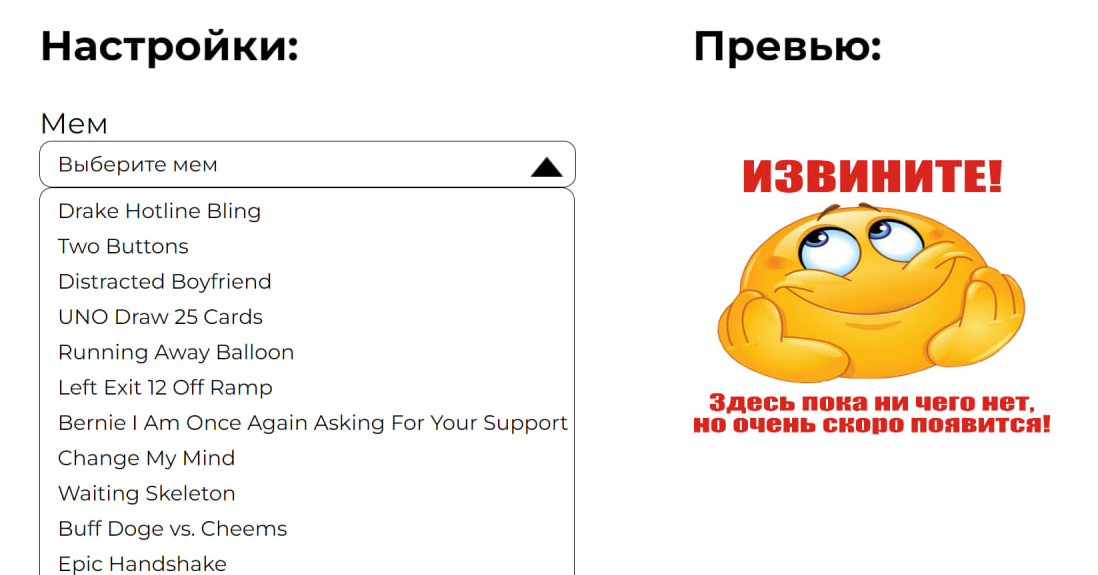 Настройки:
Мем
Выберите мем
Drake Hotline Bling
Two Buttons
Distracted Boyfriend
UNO Draw 25 Cards
Running Away Balloon
Left Exit 12 Off Ramp
Bernie I Am Once Again Asking For Your Support
Change My Mind
Waiting Skeleton
Buff Doge vs. Cheems
Epic Handshake
Превью:
ИЗВИНИТЕ!
Здесь пока ни чего нет,
но очень скоро появится!